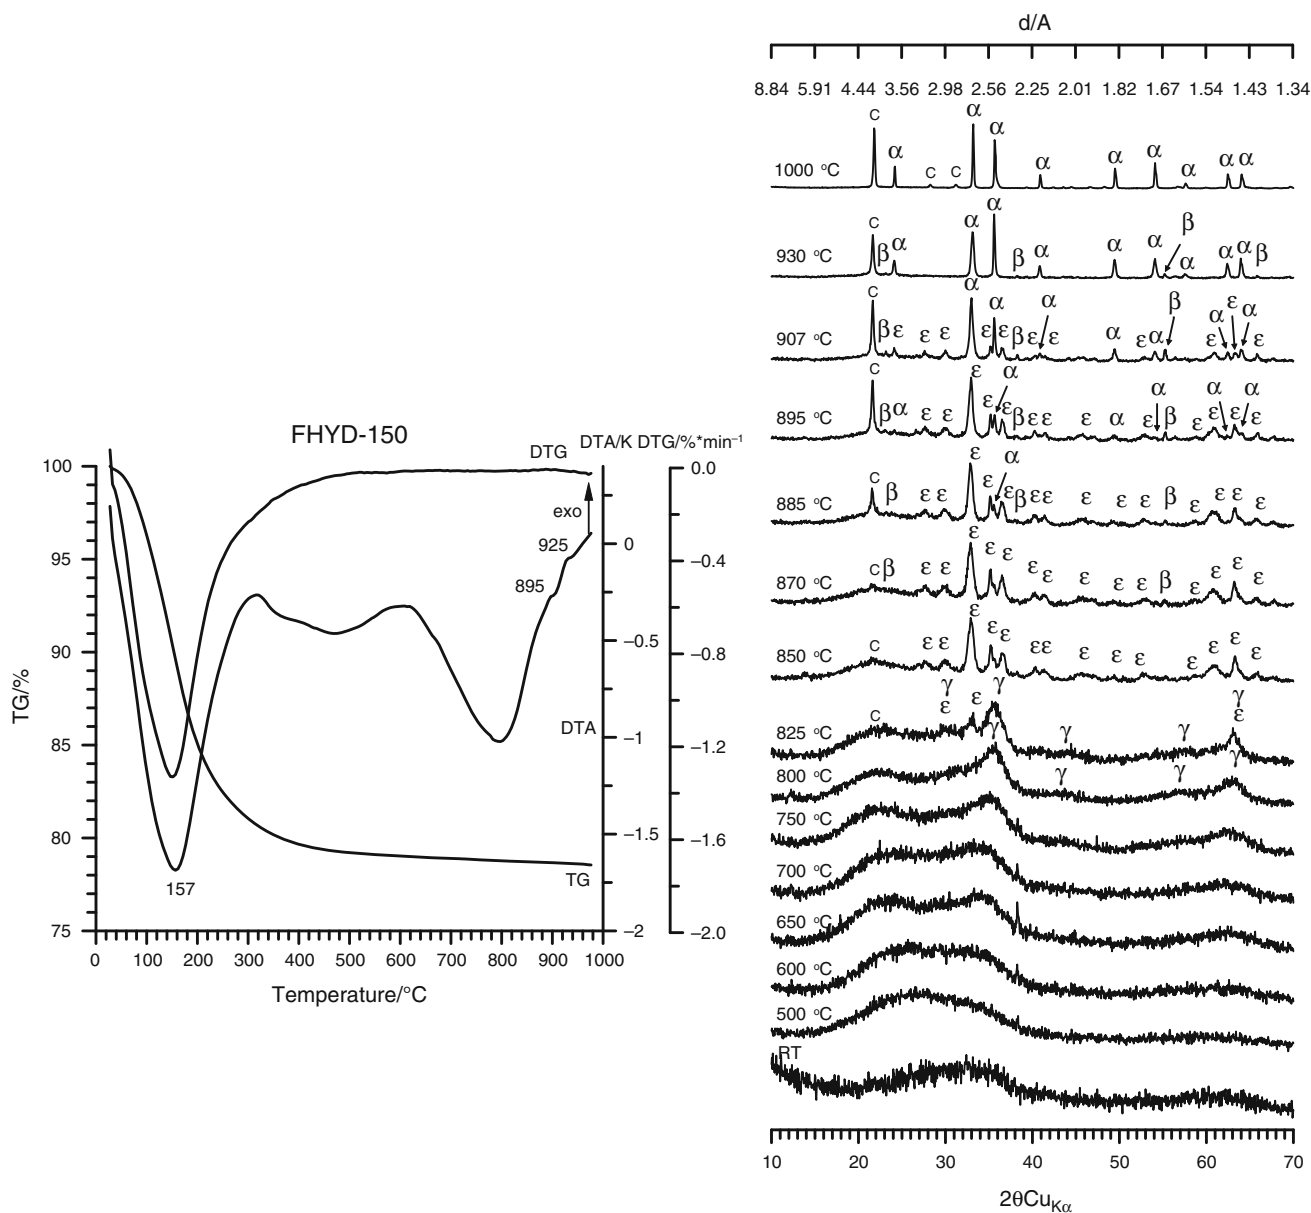 FHYD-150
DTA/K DTG/%*min⁻¹
DTG
100
95
90
85
80
75
TG/%
0 100 200 300 400 500 600 700 800 900 1000
Temperature/°C
157
exo
925
895
DTA
TG
0
−0.5
−1
−1.5
−2
0.0
−0.4
−0.8
−1.2
−1.6
−2.0
d/A
8.84 5.91 4.44 3.56 2.98 2.56 2.25 2.01 1.82 1.67 1.54 1.43 1.34
1000 °C c α c c α α α α α α α α
930 °C c β α α α β α α α β α α α β
907 °C c β ε ε ε α ε α ε β ε α ε α ε α β ε α ε α ε
895 °C c β α ε ε ε ε α ε β ε ε ε α ε α β ε ε α ε α ε
885 °C c β ε ε ε ε α ε β ε ε ε ε ε β ε ε ε ε
870 °C c β ε ε ε ε ε ε ε ε ε ε β ε ε ε ε
850 °C c ε ε ε ε ε ε ε ε ε ε ε ε ε ε
825 °C c γ ε ε γ γ γ γ ε
800 °C γ γ γ γ
750 °C
700 °C
650 °C
600 °C
500 °C
RT
10 20 30 40 50 60 70
2θCuKα